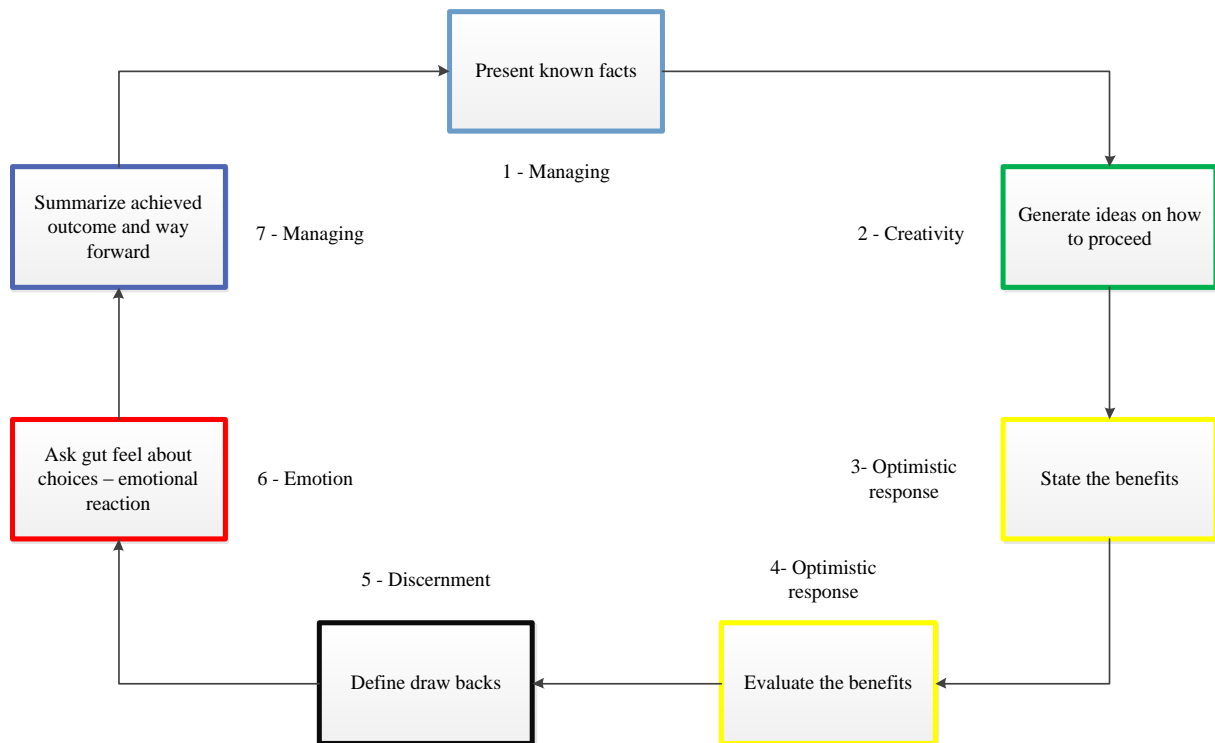 Present known facts
1 - Managing
Generate ideas on how
to proceed
2 - Creativity
State the benefits
3- Optimistic
response
Evaluate the benefits
4- Optimistic
response
Define draw backs
5 - Discernment
Ask gut feel about
choices – emotional
reaction
6 - Emotion
Summarize achieved
outcome and way
forward
7 - Managing